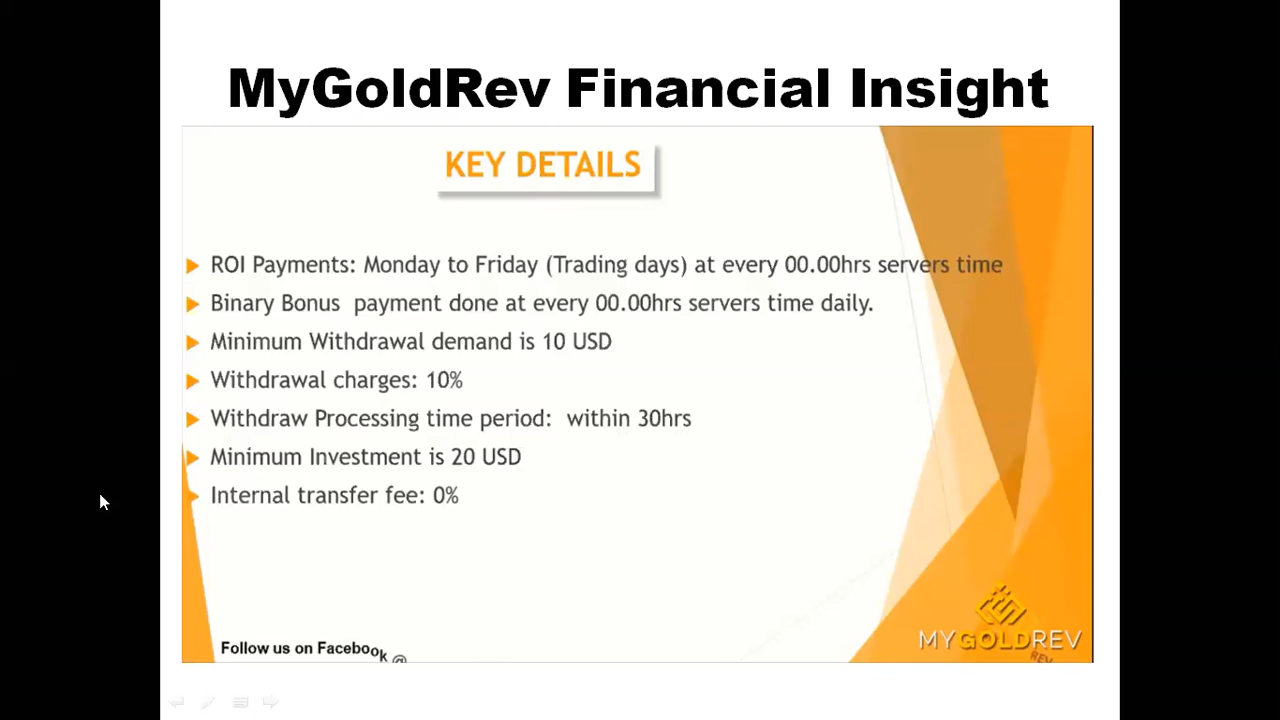 MyGoldRev Financial Insight
KEY DETAILS
ROI Payments: Monday to Friday (Trading days) at every 00.00hrs servers time
Binary Bonus payment done at every 00.00hrs servers time daily.
Minimum Withdrawal demand is 10 USD
Withdrawal charges: 10%
Withdraw Processing time period: within 30hrs
Minimum Investment is 20 USD
Internal transfer fee: 0%
Follow us on Facebook @
MYGOLDREV
REV